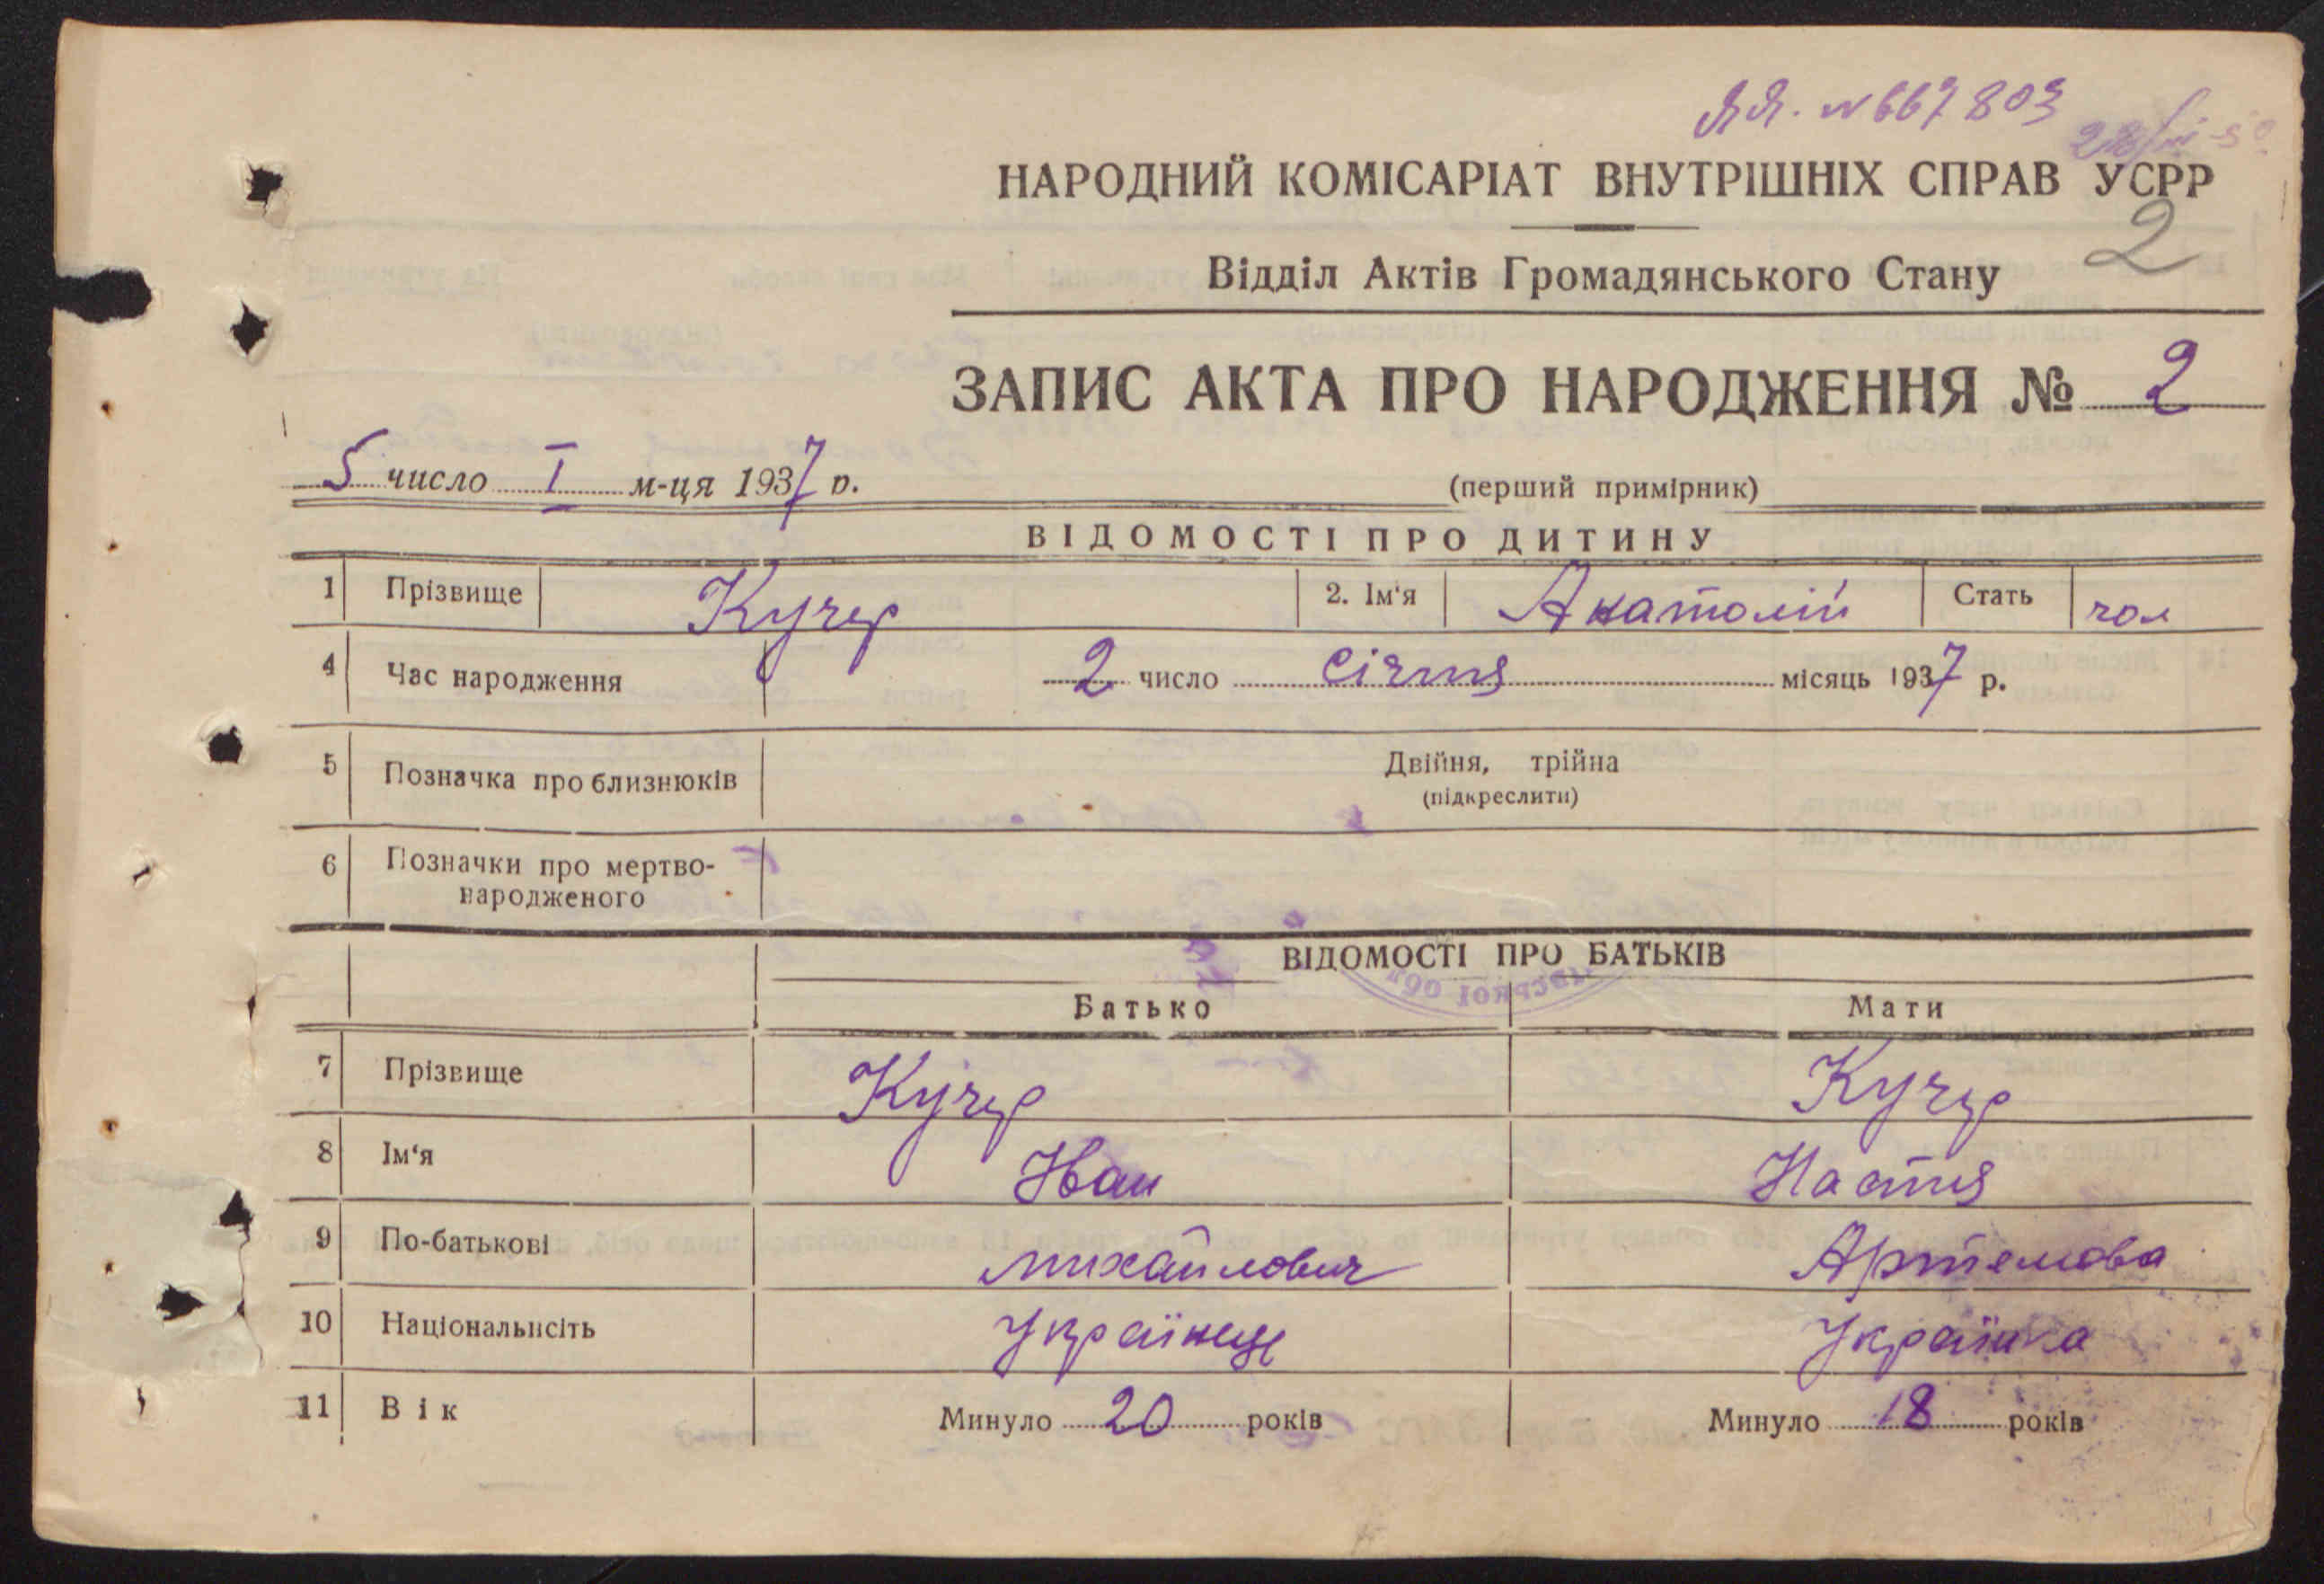 ЯЯ. N 667803
НАРОДНИЙ КОМІСАРІАТ ВНУТРІШНІХ СПРАВ УСРР
2
Відділ Актів Громадянського Стану
ЗАПИС АКТА ПРО НАРОДЖЕННЯ № 2
5 число I м-ця 1937 р.
(перший примірник)
ВІДОМОСТІ ПРО ДИТИНУ
1 Прізвище Кучер 2. Ім'я Анатолій Стать чол
4 Час народження 2 число січня місяць 1937 р.
5 Позначка про близнюків Двійня, трійна
(підкреслити)
6 Позначки про мертво-
народженого
ВІДОМОСТІ ПРО БАТЬКІВ
Батько Мати
7 Прізвище Кучер Кучер
8 Ім'я Иван Настя
9 По-батькові михайлович Артемова
10 Національнсіть Українець Українка
11 Вік Минуло 20 років Минуло 18 років